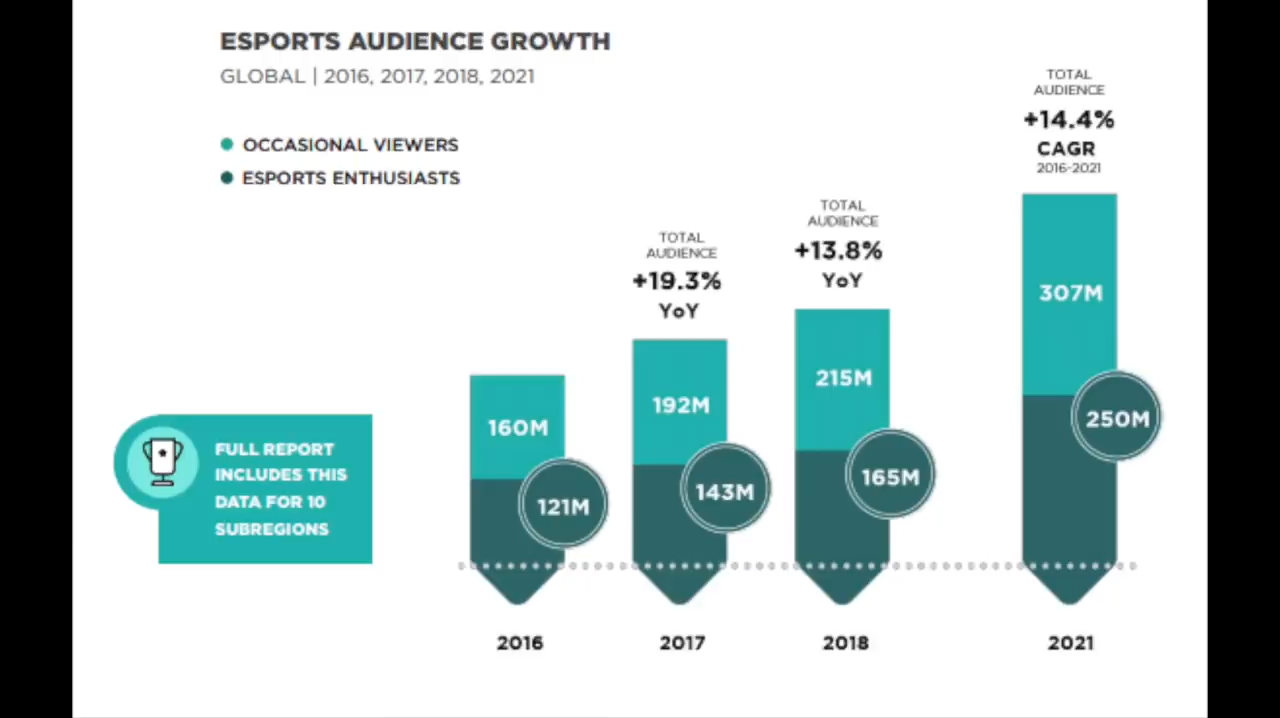 ESPORTS AUDIENCE GROWTH
GLOBAL | 2016, 2017, 2018, 2021
OCCASIONAL VIEWERS
ESPORTS ENTHUSIASTS
TOTAL
AUDIENCE
+19.3%
YoY
TOTAL
AUDIENCE
+13.8%
YoY
TOTAL
AUDIENCE
+14.4%
CAGR
2016-2021
160M
121M
192M
143M
215M
165M
307M
250M
FULL REPORT
INCLUDES THIS
DATA FOR 10
SUBREGIONS
2016
2017
2018
2021